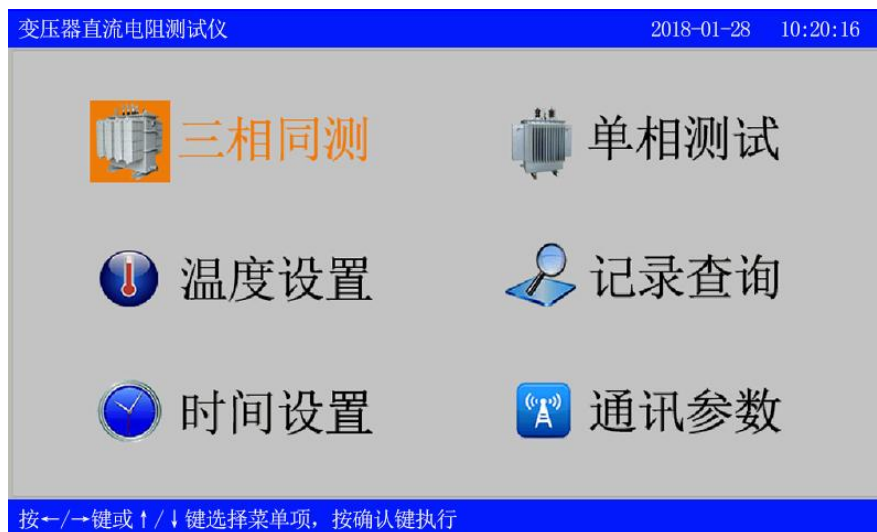 变压器直流电阻测试仪 2018-01-28 10:20:16
三相同测 单相测试
温度设置 记录查询
时间设置 通讯参数
按←/→键或↑/↓键选择菜单项，按确认键执行